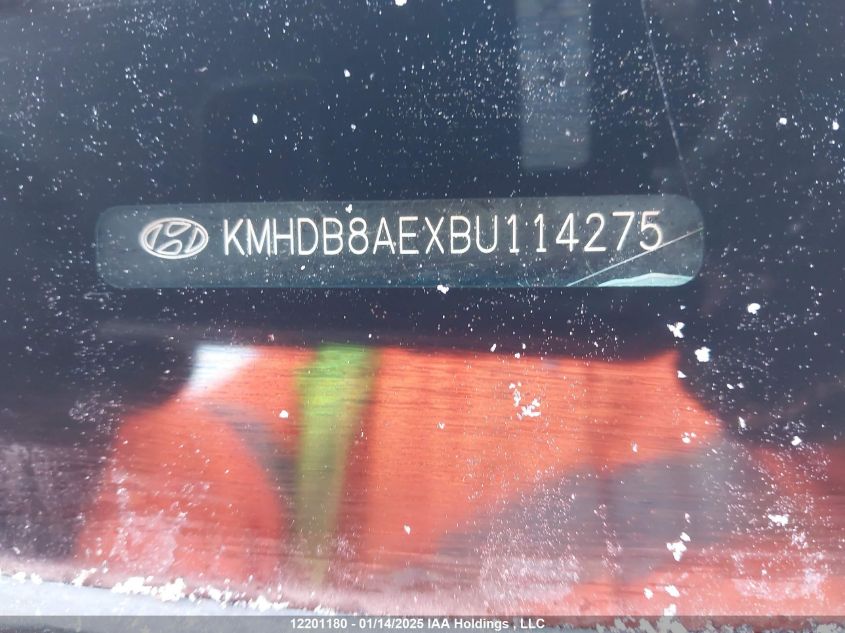 KMHDB8AEXBU114275
12201180 - 01/14/2025 IAA Holdings , LLC